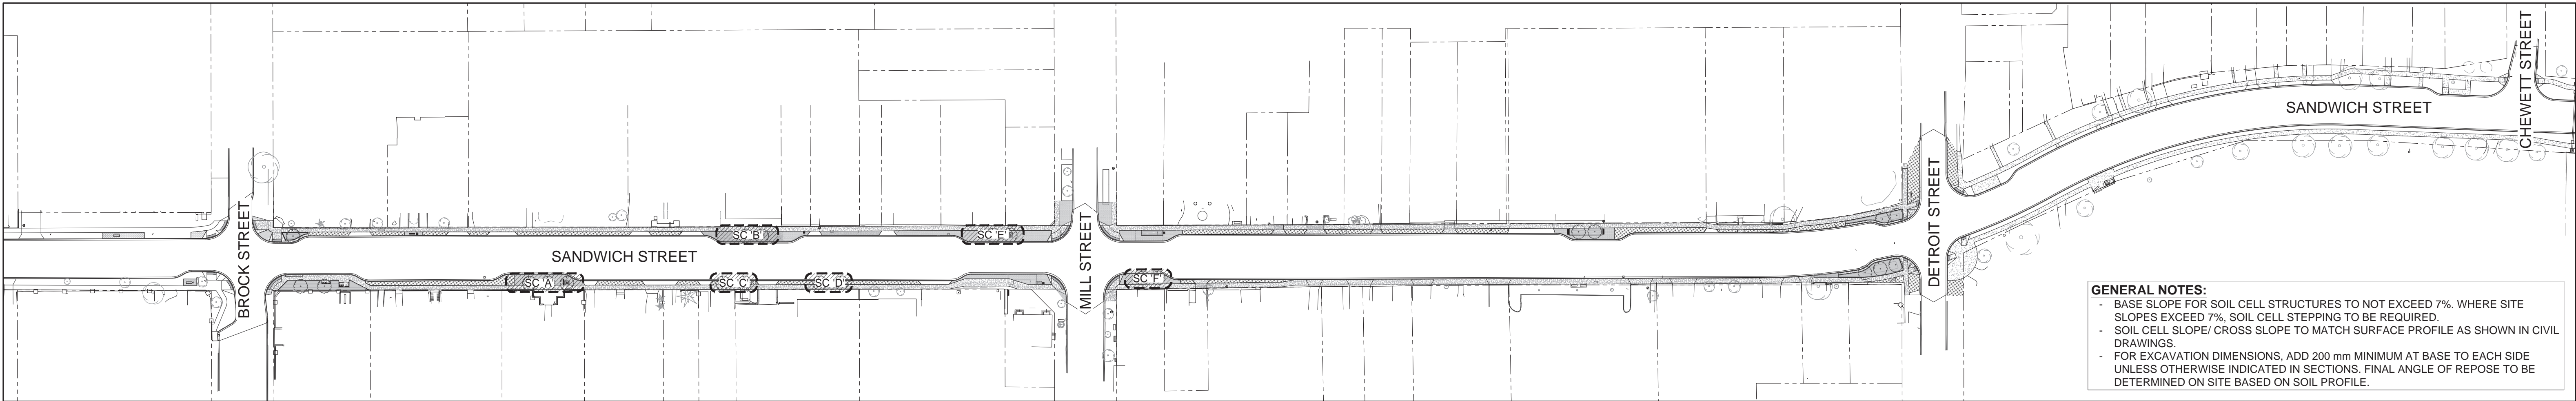 CHEWETT STREET
SANDWICH STREET
BROCK STREET
MILL STREET
DETROIT STREET
SC 'B'
SC 'E'
SANDWICH STREET
SC 'A'
SC 'C'
SC 'D'
SC 'F'
GENERAL NOTES:
- BASE SLOPE FOR SOIL CELL STRUCTURES TO NOT EXCEED 7%. WHERE SITE
SLOPES EXCEED 7%, SOIL CELL STEPPING TO BE REQUIRED.
- SOIL CELL SLOPE/ CROSS SLOPE TO MATCH SURFACE PROFILE AS SHOWN IN CIVIL
DRAWINGS.
- FOR EXCAVATION DIMENSIONS, ADD 200 mm MINIMUM AT BASE TO EACH SIDE
UNLESS OTHERWISE INDICATED IN SECTIONS. FINAL ANGLE OF REPOSE TO BE
DETERMINED ON SITE BASED ON SOIL PROFILE.